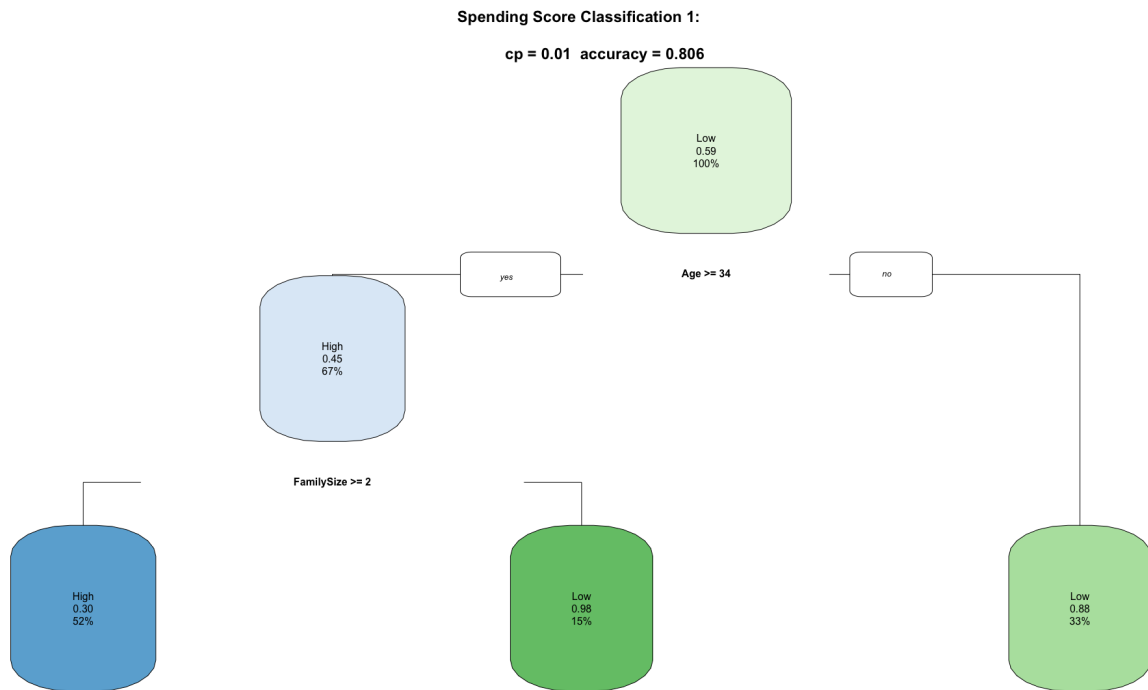 Spending Score Classification 1:
cp = 0.01 accuracy = 0.806
Low
0.59
100%
yes
Age >= 34
no
High
0.45
67%
FamilySize >= 2
High
0.30
52%
Low
0.98
15%
Low
0.88
33%